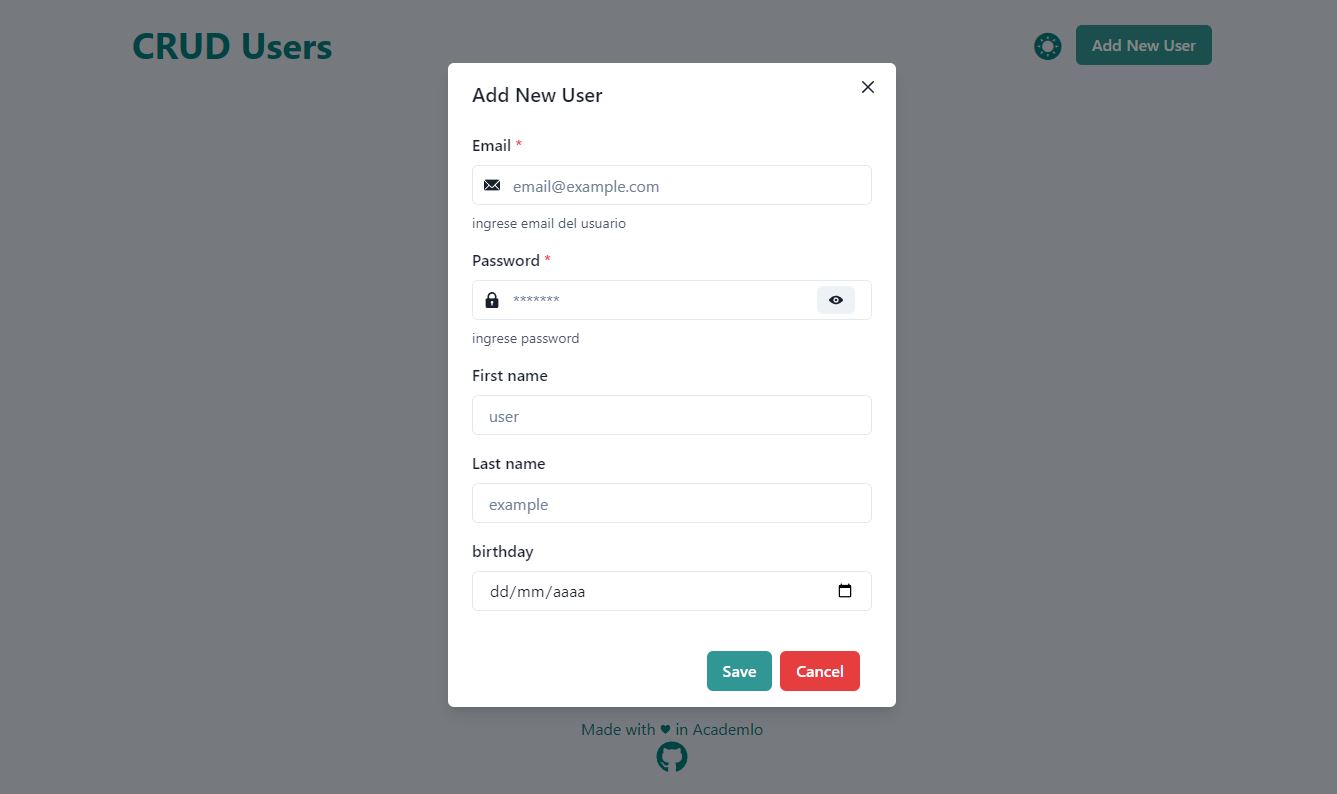 CRUD Users
Add New User
Add New User
Email *
email@example.com
ingrese email del usuario
Password *
*******
ingrese password
First name
user
Last name
example
birthday
dd/mm/aaaa
Save
Cancel
Made with ♥ in Academlo